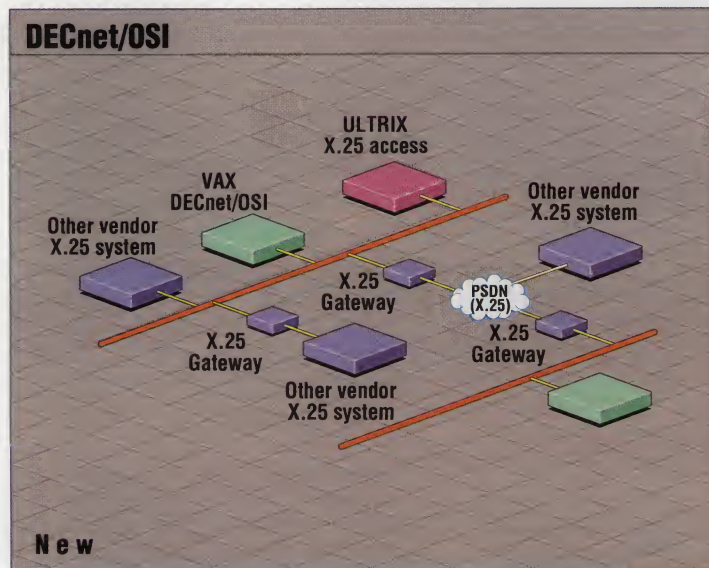 DECnet/OSI
ULTRIX
X.25 access
VAX
DECnet/OSI
Other vendor
X.25 system
Other vendor
X.25 system
X.25
Gateway
PSDN
(X.25)
X.25
Gateway
X.25
Gateway
Other vendor
X.25 system
New